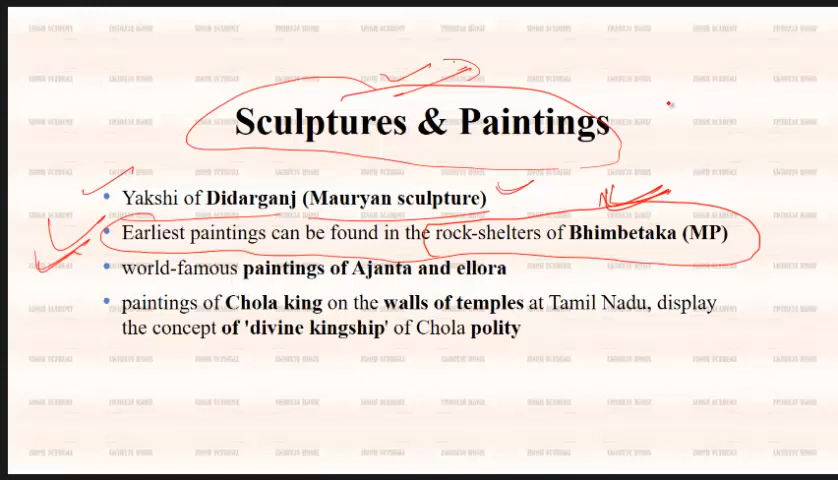 Sculptures & Paintings
Yakshi of Didarganj (Mauryan sculpture)
Earliest paintings can be found in the rock-shelters of Bhimbetaka (MP)
world-famous paintings of Ajanta and ellora
paintings of Chola king on the walls of temples at Tamil Nadu, display
the concept of 'divine kingship' of Chola polity